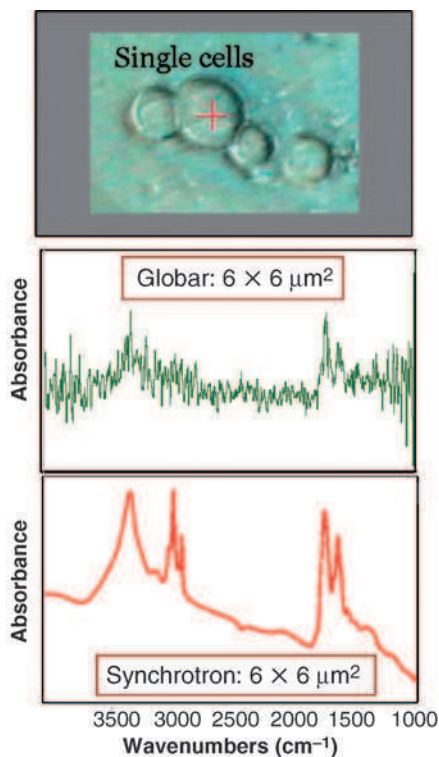 Single cells
Absorbance
Globar: 6 × 6 μm²
Absorbance
Synchrotron: 6 × 6 μm²
3500 3000 2500 2000 1500 1000
Wavenumbers (cm⁻¹)